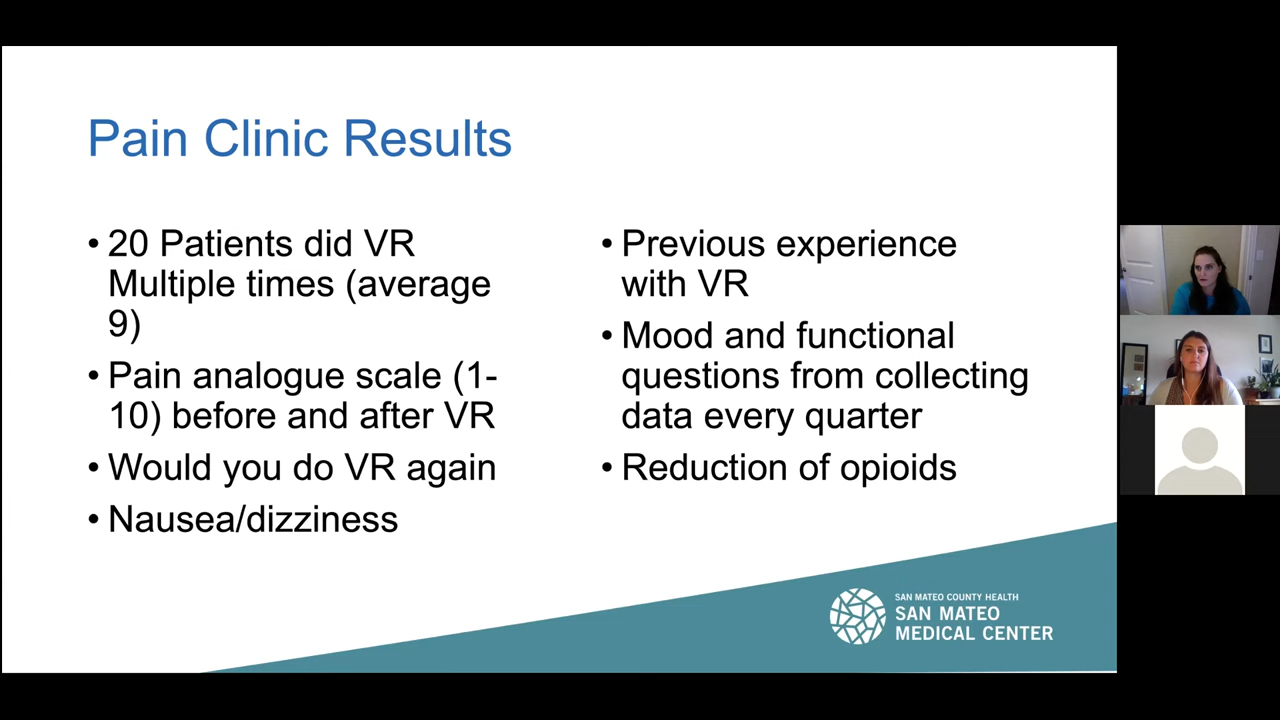 Pain Clinic Results
• 20 Patients did VR
Multiple times (average
9)
• Pain analogue scale (1-
10) before and after VR
• Would you do VR again
• Nausea/dizziness
• Previous experience
with VR
• Mood and functional
questions from collecting
data every quarter
• Reduction of opioids
SAN MATEO COUNTY HEALTH
SAN MATEO
MEDICAL CENTER